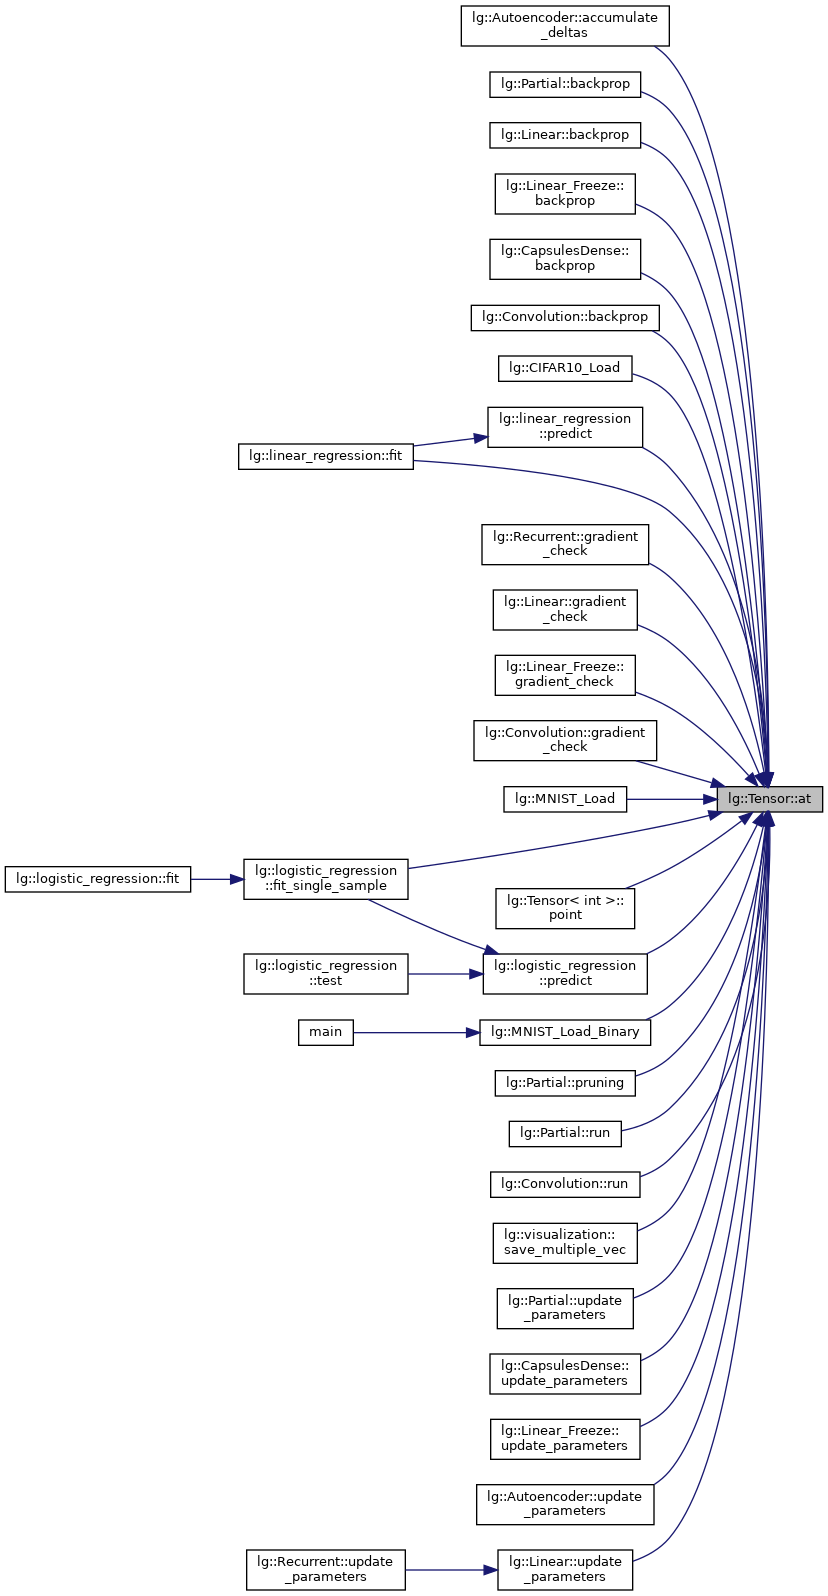 lg::Autoencoder::accumulate
_deltas
lg::Partial::backprop
lg::Linear::backprop
lg::Linear_Freeze::
backprop
lg::CapsulesDense::
backprop
lg::Convolution::backprop
lg::CIFAR10_Load
lg::linear_regression
::predict
lg::linear_regression::fit
lg::Recurrent::gradient
_check
lg::Linear::gradient
_check
lg::Linear_Freeze::
gradient_check
lg::Convolution::gradient
_check
lg::MNIST_Load
lg::Tensor::at
lg::logistic_regression
::fit_single_sample
lg::logistic_regression::fit
lg::Tensor< int >::
point
lg::logistic_regression
::predict
lg::logistic_regression
::test
lg::MNIST_Load_Binary
main
lg::Partial::pruning
lg::Partial::run
lg::Convolution::run
lg::visualization::
save_multiple_vec
lg::Partial::update
_parameters
lg::CapsulesDense::
update_parameters
lg::Linear_Freeze::
update_parameters
lg::Autoencoder::update
_parameters
lg::Linear::update
_parameters
lg::Recurrent::update
_parameters